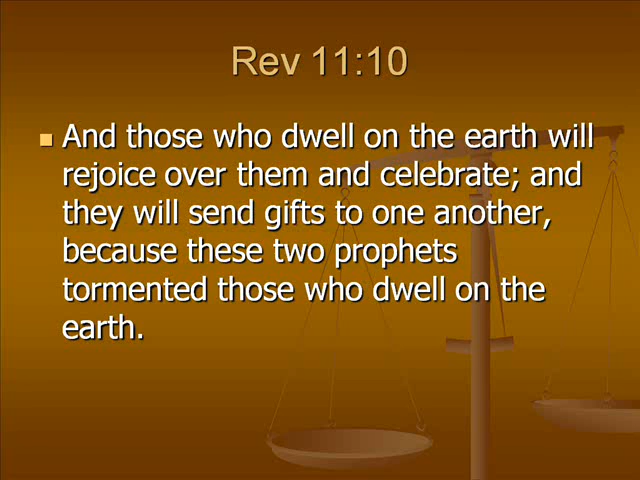 Rev 11:10
And those who dwell on the earth will
rejoice over them and celebrate; and
they will send gifts to one another,
because these two prophets
tormented those who dwell on the
earth.